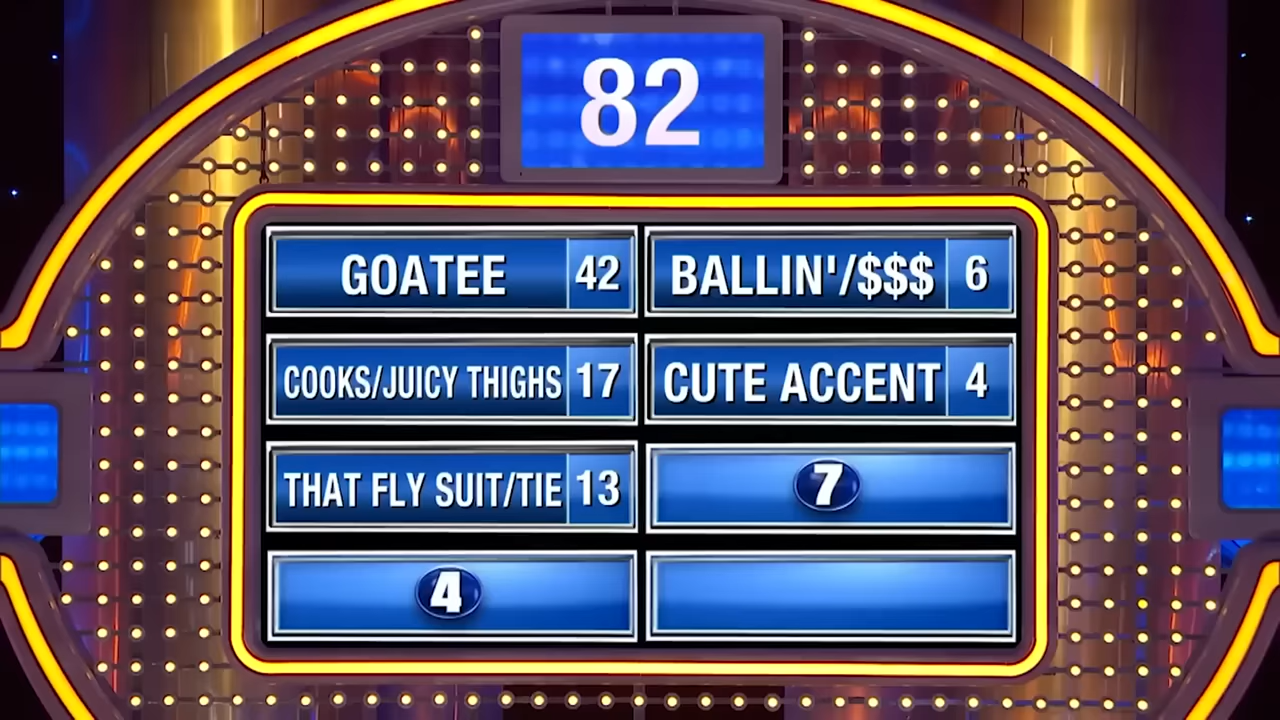 82
GOATEE 42
COOKS/JUICY THIGHS 17
THAT FLY SUIT/TIE 13
4
BALLIN'/$$$ 6
CUTE ACCENT 4
7